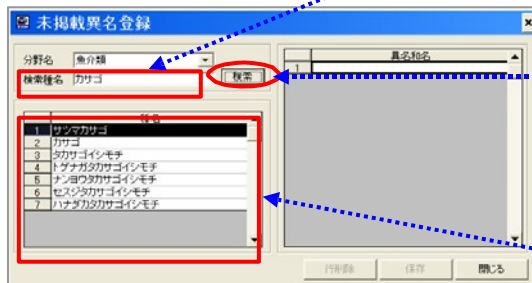 未掲載異名登録
分野名 魚介類
検索種名 カサゴ
検索
種名
1 サツマカサゴ
2 カサゴ
3 タカサゴイシモチ
4 トゲナガタカサゴイシモチ
5 ナンヨウタカサゴイシモチ
6 セスジタカサゴイシモチ
7 ハナダカタカサゴイシモチ
異名和名
1
行削除 保存 閉じる